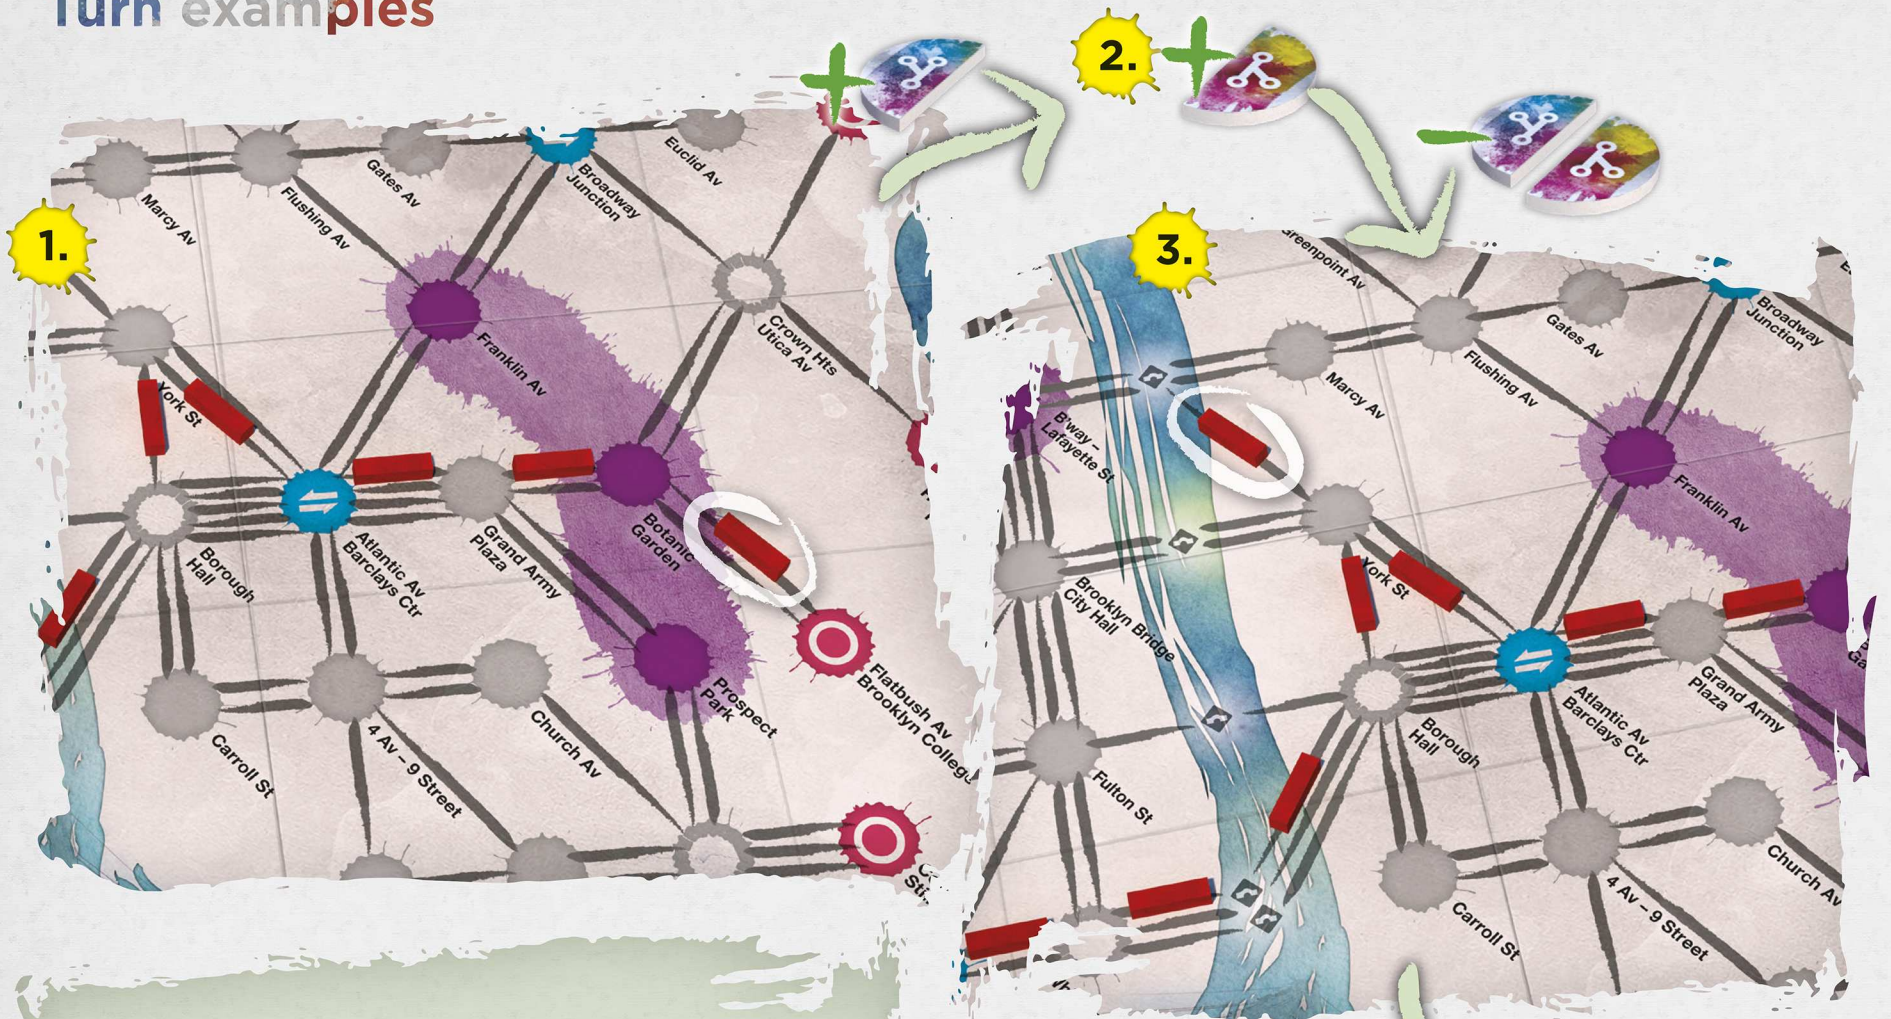 Turn examples
2.
1.
Marcy Av
Flushing Av
Gates Av
Broadway
Junction
Euclid Av
Crown Hts
Utica Av
Franklin Av
York St
Borough
Hall
Atlantic Av
Barclays Ctr
Grand Army
Plaza
Botanic
Garden
Flatbush Av
Brooklyn College
Prospect
Park
Church Av
4 Av – 9 Street
Carroll St
3.
Greenpoint Av
Gates Av
Broadway
Junction
Flushing Av
Marcy Av
B'way –
Lafayette St
Franklin Av
York St
Brooklyn Bridge
City Hall
Fulton St
Borough
Hall
Atlantic Av
Barclays Ctr
Grand Army
Plaza
Ga
Church Av
4 Av – 9 Street
Carroll St